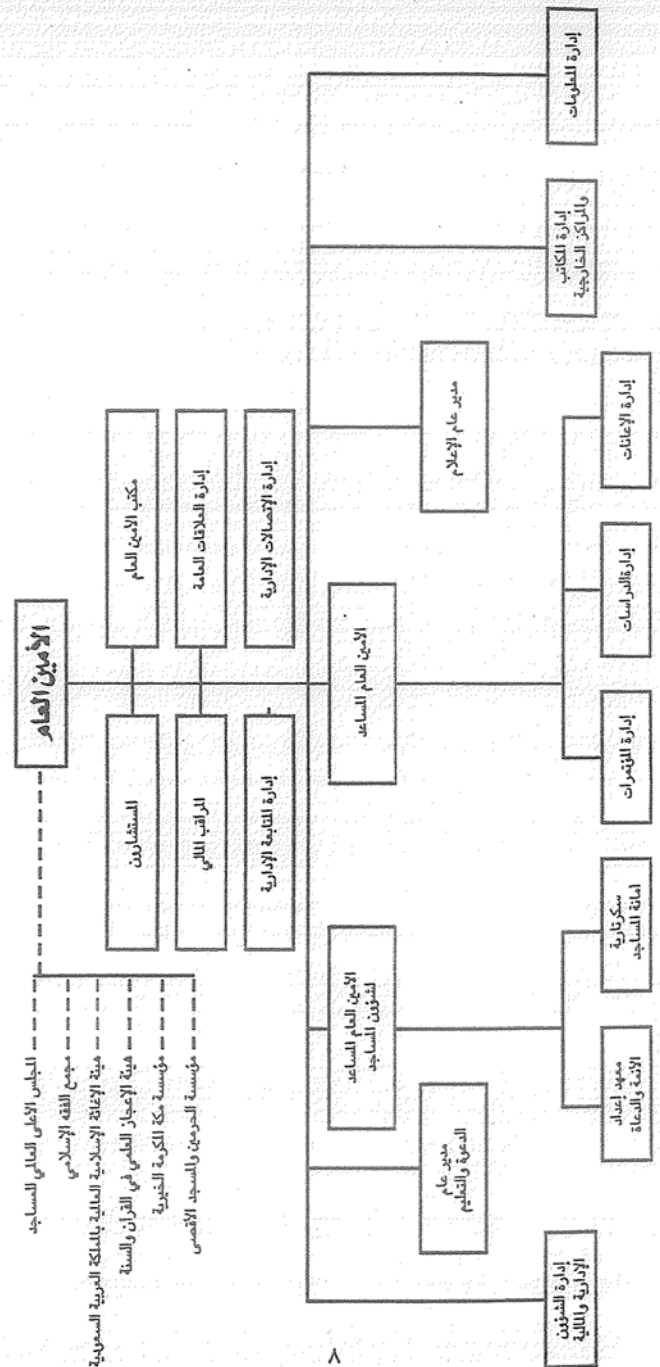 الأمين العام
المجلس الأعلى العالمي للمساجد
مجمع الفقه الإسلامي
هيئة الإغاثة الإسلامية العالمية بالمملكة العربية السعودية
هيئة الإعجاز العلمي في القرآن والسنة
مؤسسة مكة المكرمة الخيرية
مؤسسة الحرمين والمسجد الأقصى
مكتب الأمين العام
المستشارون
إدارة العلاقات العامة
المراقب المالي
إدارة الإتصالات الإدارية
إدارة المتابعة الإدارية
الأمين العام المساعد
الأمين العام المساعد
لشؤون المساجد
مدير عام الإعلام
مدير عام
الدعوة والتعليم
إدارة المعلومات
إدارة المكاتب
والمراكز الخارجية
إدارة الشؤون
الإدارية والمالية
إدارة الإعانات
إدارة الدراسات
إدارة المؤتمرات
سكرتارية
امانة المساجد
معهد إعداد
الأئمة والدعاة
٧